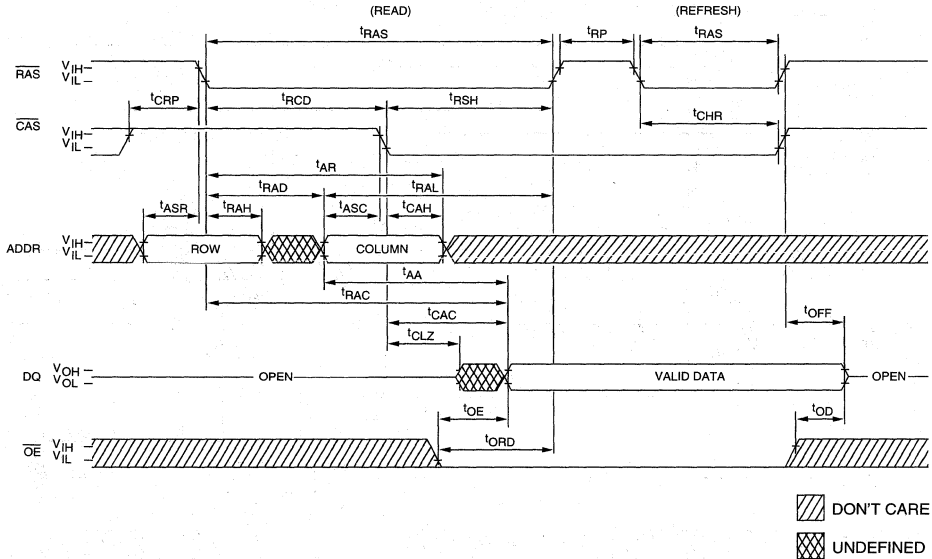 (READ) (REFRESH)
tRAS tRP tRAS
RAS VIH VIL
tCRP tRCD tRSH
tCHR
CAS VIH VIL
tAR
tRAD tRAL
tASR tRAH tASC tCAH
ADDR VIH VIL ROW COLUMN
tAA
tRAC
tCAC tOFF
tCLZ
DQ VOH VOL OPEN VALID DATA OPEN
tOE tOD
tORD
OE VIH VIL
DON'T CARE
UNDEFINED